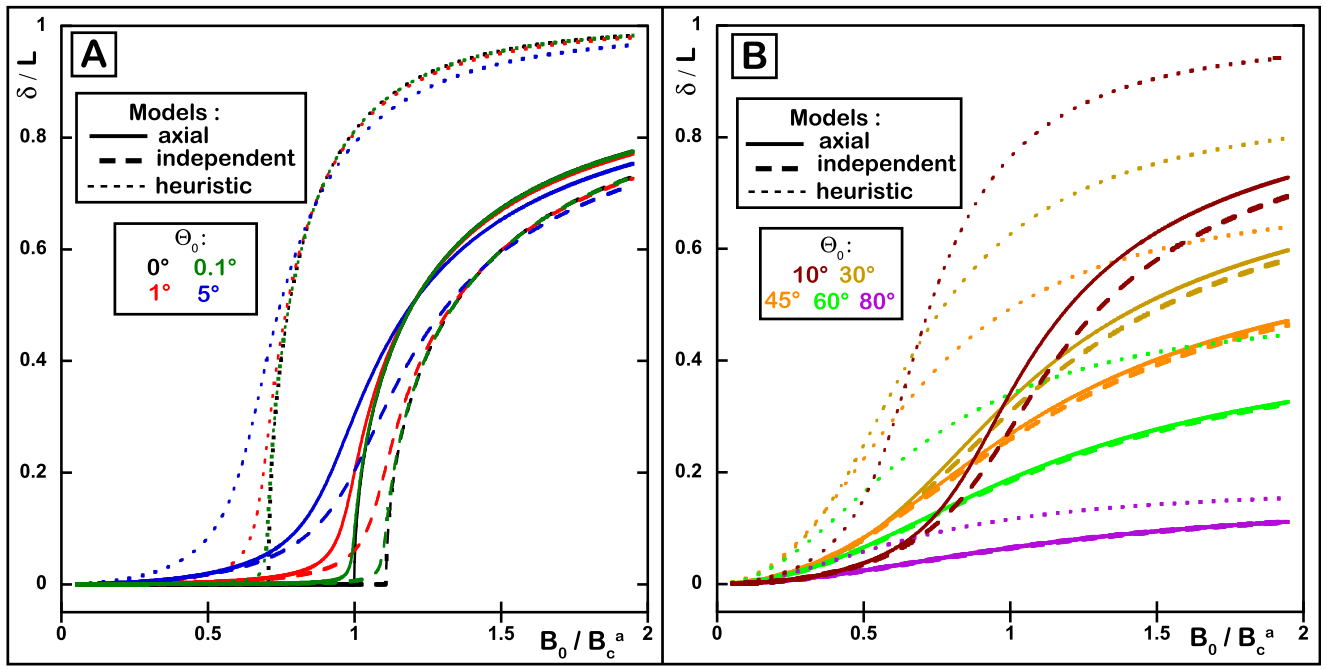 A
δ / L
Models :
axial
independent
heuristic
Θ₀:
0° 0.1°
1° 5°
1
0.8
0.6
0.4
0.2
0
0 0.5 1 1.5 2
B₀ / B꜀ᵃ
B
δ / L
Models :
axial
independent
heuristic
Θ₀:
10° 30°
45° 60° 80°
1
0.8
0.6
0.4
0.2
0
0 0.5 1 1.5 2
B₀ / B꜀ᵃ